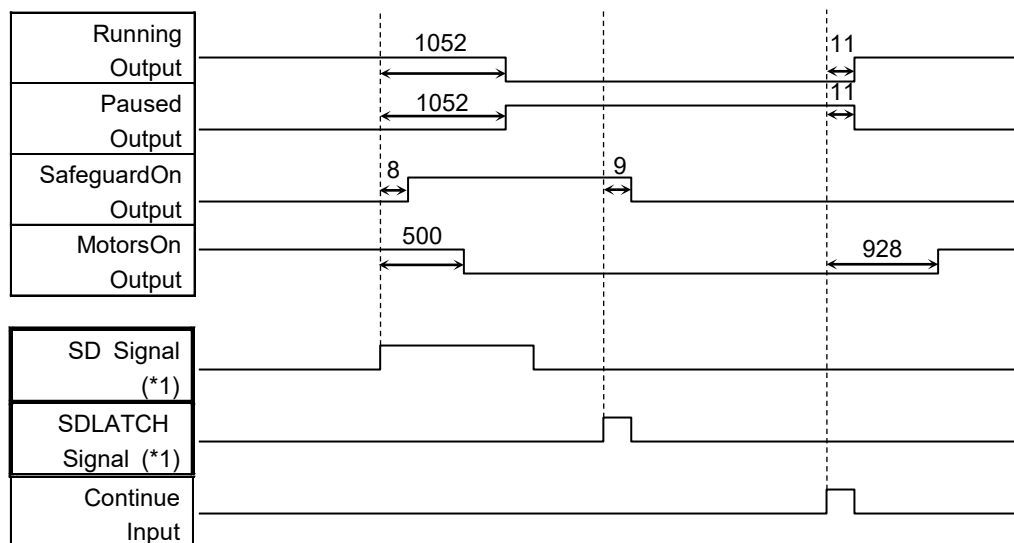 Running
Output
1052
11
Paused
Output
1052
11
SafeguardOn
Output
8
9
MotorsOn
Output
500
928
SD Signal
(*1)
SDLATCH
Signal (*1)
Continue
Input